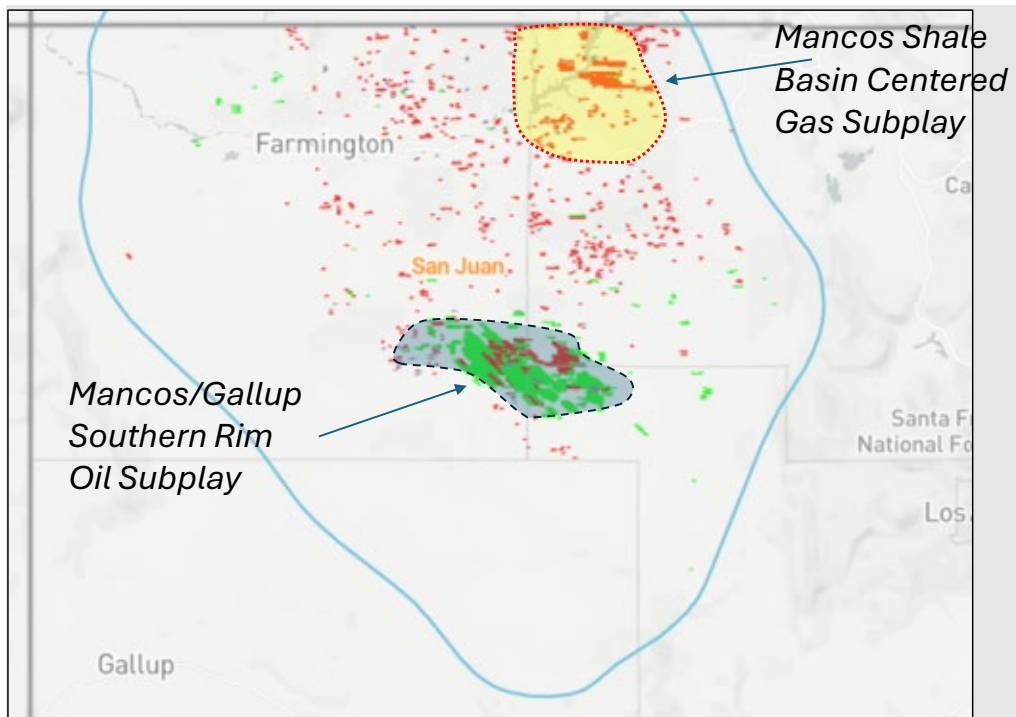 Mancos Shale
Basin Centered
Gas Subplay
Farmington
Ca
San Juan
Mancos/Gallup
Southern Rim
Oil Subplay
Santa F
National Fo
Los
Gallup